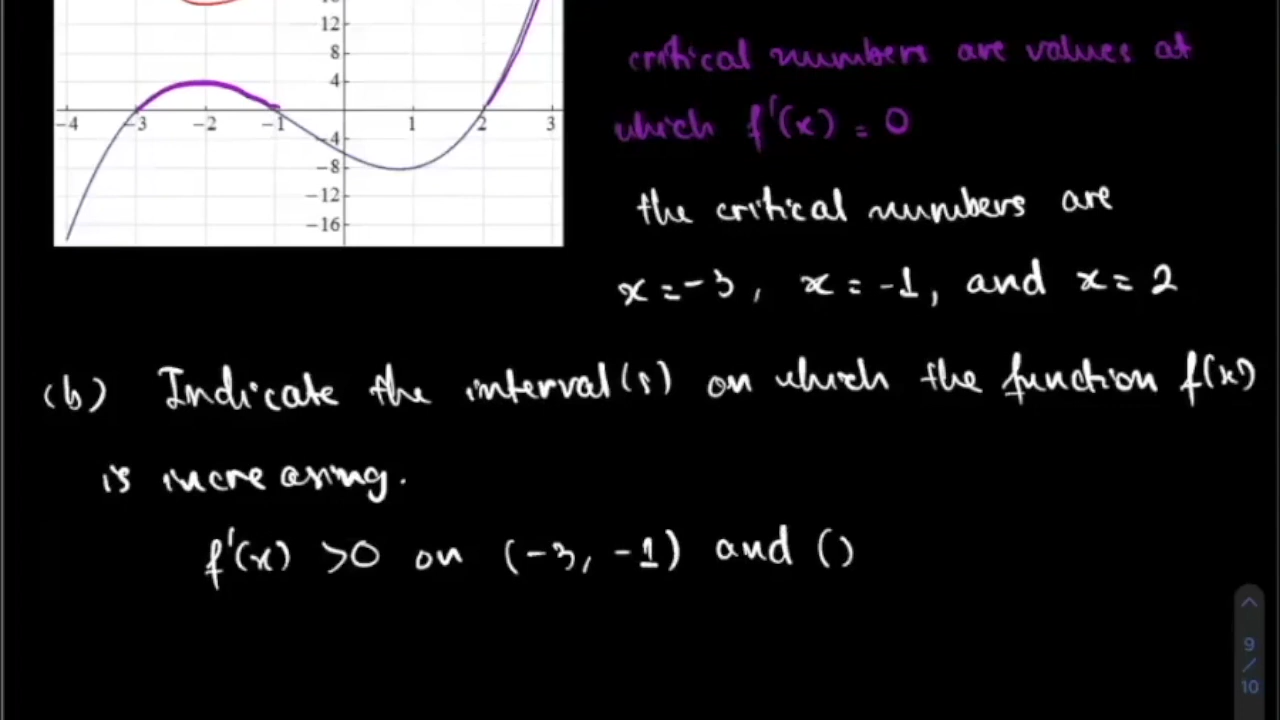 16
12
8
4
-4 -3 -2 -1 1 2 3
-4
-8
-12
-16
critical numbers are values at
which f'(x) = 0
the critical numbers are
x = -3, x = -1, and x = 2
(b) Indicate the interval(s) on which the function f(x)
is increasing.
f'(x) >0 on (-3, -1) and ()
9
/
10